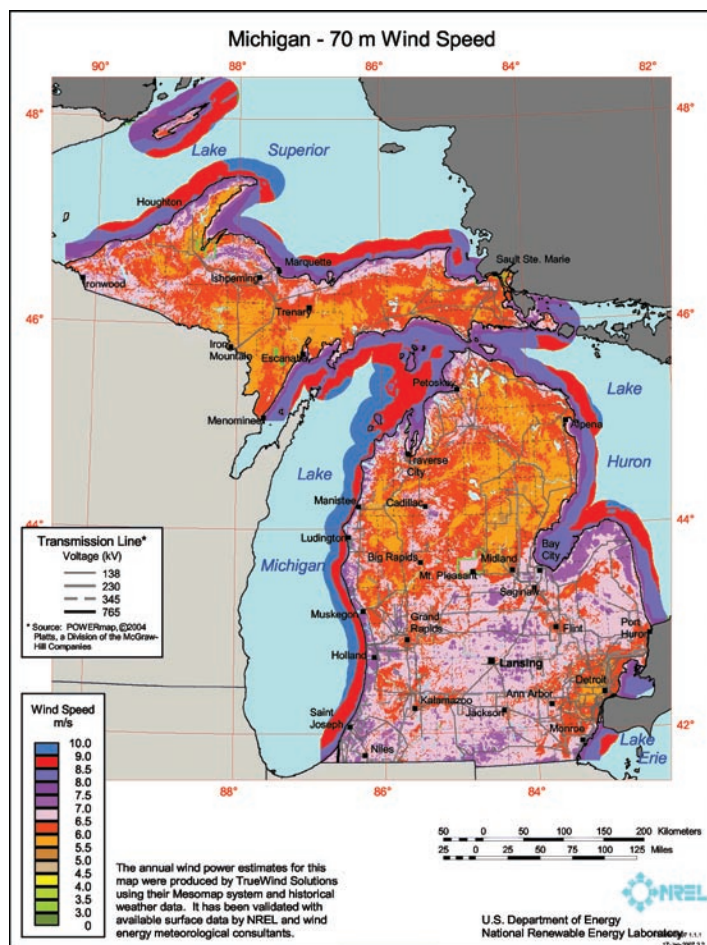 Michigan - 70 m Wind Speed
90° 88° 86° 84° 82°
48° 48°
Lake Superior
Houghton
Marquette
Sault Ste. Marie
Ironwood
Ishpeming
Trenary
46° 46°
Iron
Mountain
Escanaba
Petoskey
Menominee
Lake
Huron
Alpena
Lake
Michigan
Traverse
City
Manistee
Cadillac
44° 44°
Ludington
Bay
City
Big Rapids
Midland
Mt. Pleasant
Saginaw
Muskegon
Grand
Rapids
Flint
Port
Huron
Holland
Lansing
Detroit
Ann Arbor
Kalamazoo
Jackson
Saint
Joseph
42° 42°
Monroe
Niles
Lake
Erie
88° 86° 84°
Transmission Line*
Voltage (kV)
138
230
345
765
* Source: POWERmap, ©2004
Platts, a Division of the McGraw-
Hill Companies
Wind Speed
m/s
10.0
9.0
8.5
8.0
7.5
7.0
6.5
6.0
5.5
5.0
4.5
4.0
3.5
3.0
0
The annual wind power estimates for this
map were produced by TrueWind Solutions
using their Mesomap system and historical
weather data. It has been validated with
available surface data by NREL and wind
energy meteorological consultants.
50 0 50 100 150 200 Kilometers
25 0 25 50 75 100 125 Miles
NREL
U.S. Department of Energy
National Renewable Energy Laboratory